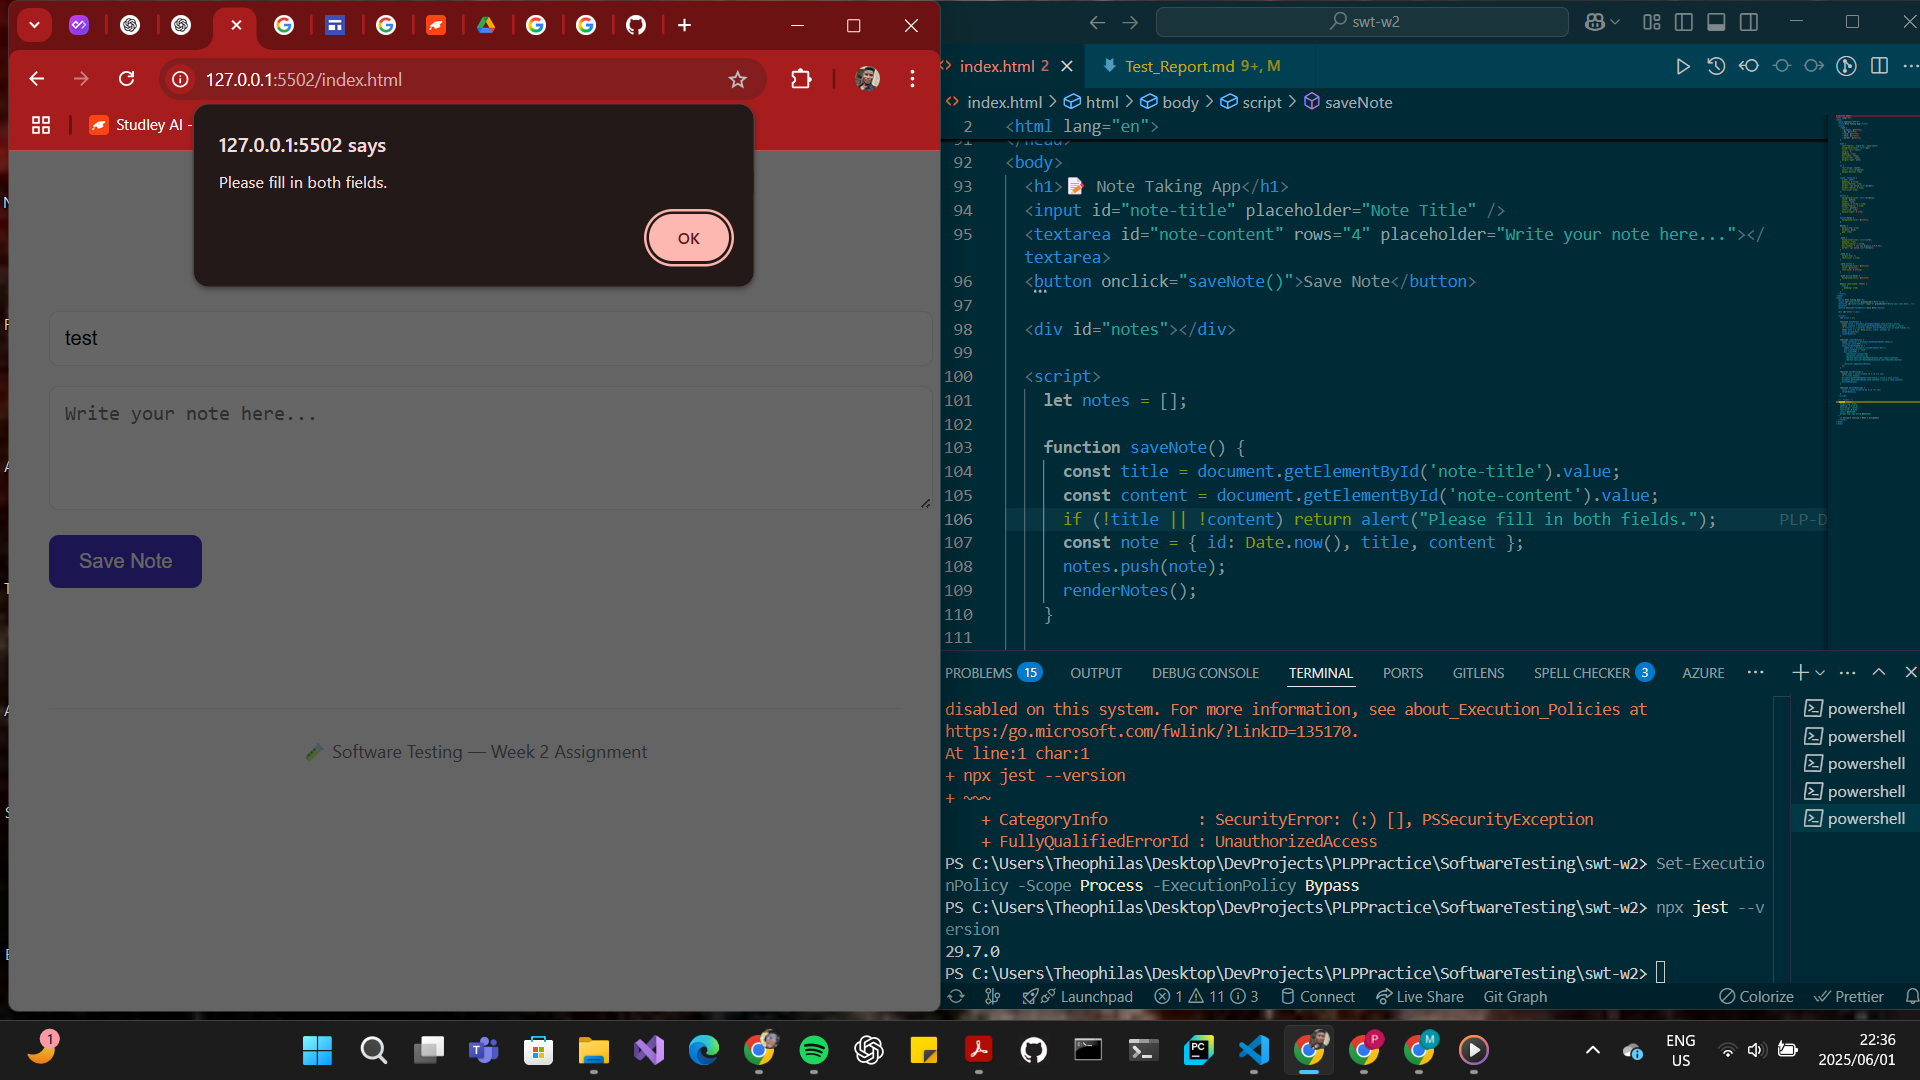 127.0.0.1:5502/index.html
Studley AI -
127.0.0.1:5502 says
Please fill in both fields.
OK
test
Write your note here...
Save Note
Software Testing — Week 2 Assignment
swt-w2
index.html 2
Test_Report.md 9+, M
index.html > html > body > script > saveNote
2 <html lang="en">
91 </head>
92 <body>
93 <h1>📝 Note Taking App</h1>
94 <input id="note-title" placeholder="Note Title" />
95 <textarea id="note-content" rows="4" placeholder="Write your note here..."></
textarea>
96 <button onclick="saveNote()">Save Note</button>
97
98 <div id="notes"></div>
99
100 <script>
101 let notes = [];
102
103 function saveNote() {
104 const title = document.getElementById('note-title').value;
105 const content = document.getElementById('note-content').value;
106 if (!title || !content) return alert("Please fill in both fields."); PLP-D
107 const note = { id: Date.now(), title, content };
108 notes.push(note);
109 renderNotes();
110 }
111
PROBLEMS 15 OUTPUT DEBUG CONSOLE TERMINAL PORTS GITLENS SPELL CHECKER 3 AZURE
disabled on this system. For more information, see about_Execution_Policies at
https:/go.microsoft.com/fwlink/?LinkID=135170.
At line:1 char:1
+ npx jest --version
+ ~~~
+ CategoryInfo : SecurityError: (:) [], PSSecurityException
+ FullyQualifiedErrorId : UnauthorizedAccess
PS C:\Users\Theophilas\Desktop\DevProjects\PLPPractice\SoftwareTesting\swt-w2> Set-Executio
nPolicy -Scope Process -ExecutionPolicy Bypass
PS C:\Users\Theophilas\Desktop\DevProjects\PLPPractice\SoftwareTesting\swt-w2> npx jest --v
ersion
29.7.0
PS C:\Users\Theophilas\Desktop\DevProjects\PLPPractice\SoftwareTesting\swt-w2>
powershell
powershell
powershell
powershell
powershell
Launchpad 1 11 3 Connect Live Share Git Graph Colorize Prettier
1
ENG
US
22:36
2025/06/01